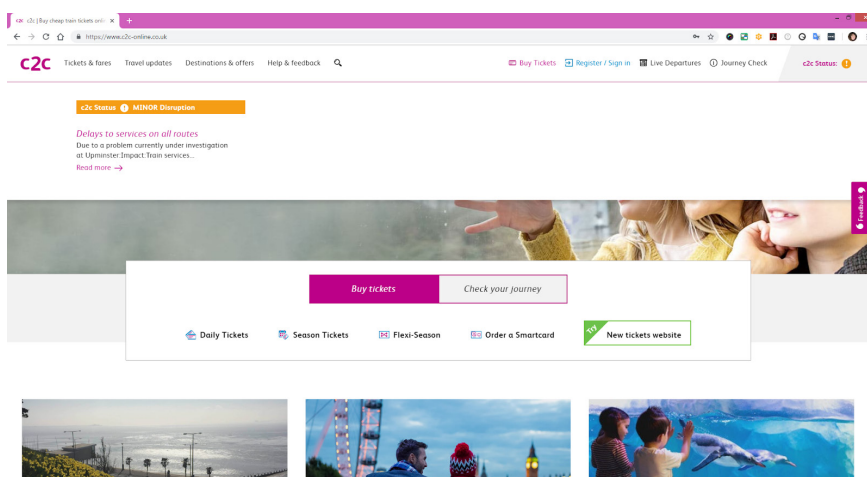 c2c | Buy cheap train tickets onli
https://www.c2c-online.co.uk
c2c Tickets & fares Travel updates Destinations & offers Help & feedback Buy Tickets Register / Sign in Live Departures Journey Check c2c Status:
c2c Status MINOR Disruption
Delays to services on all routes
Due to a problem currently under investigation
at Upminster:Impact:Train services...
Read more
Feedback
Buy tickets Check your journey
Daily Tickets Season Tickets Flexi-Season Order a Smartcard Try New tickets website